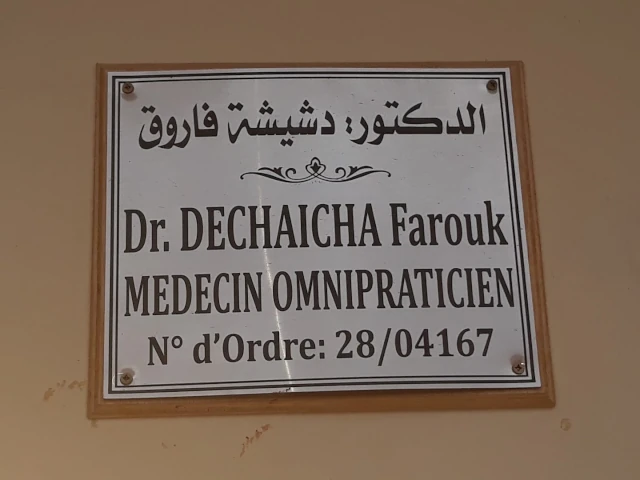 الدكتور: دشيشة فاروق
Dr. DECHAICHA Farouk
MEDECIN OMNIPRATICIEN
N° d'Ordre: 28/04167